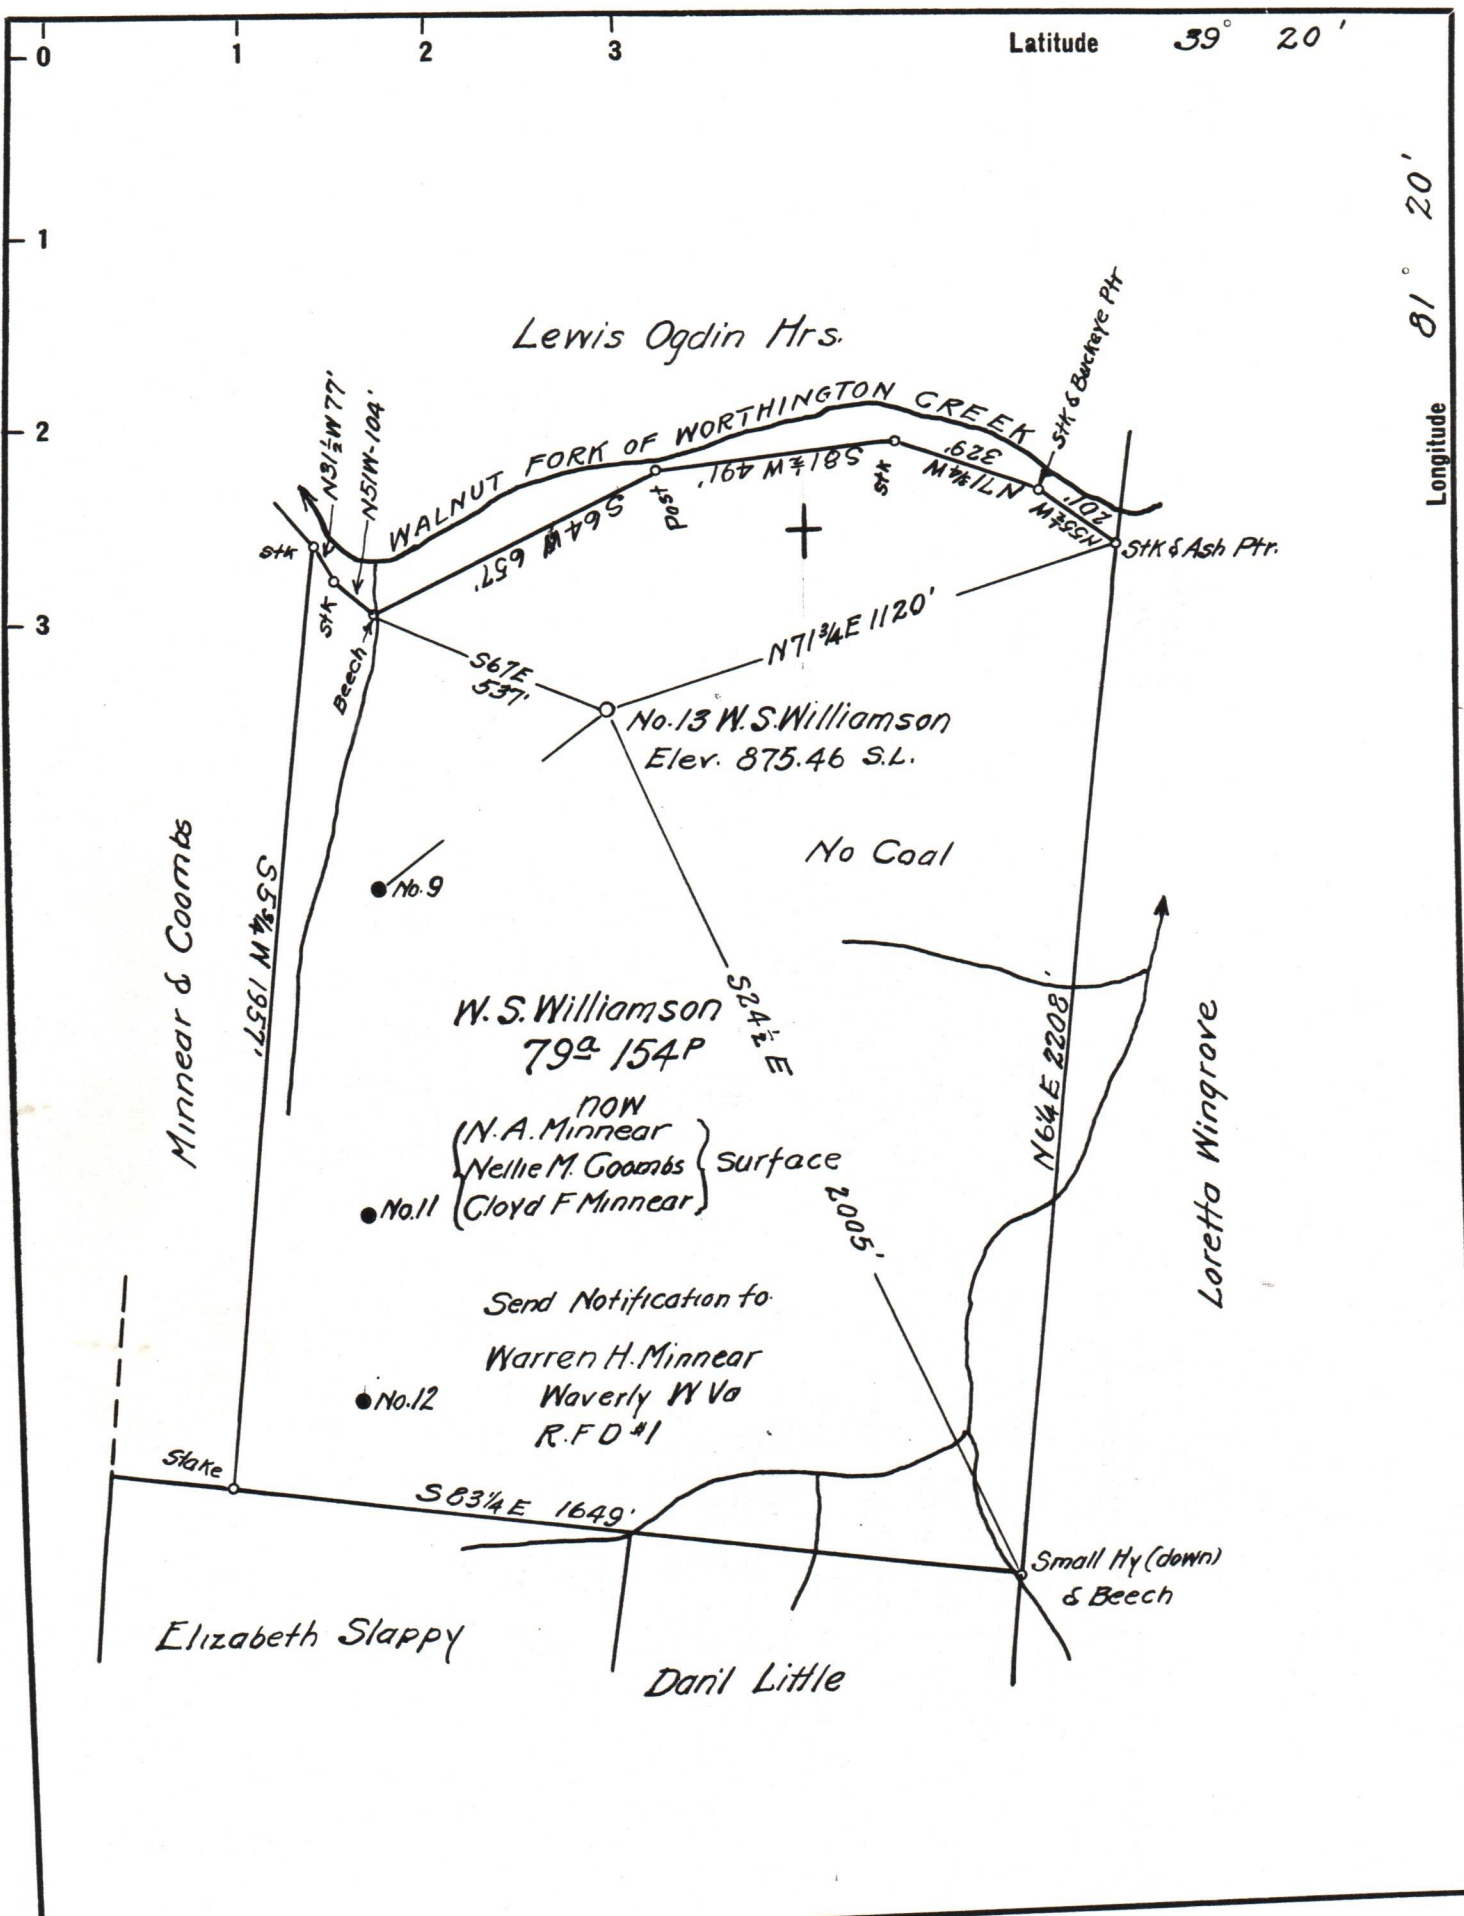 0 1 2 3 Latitude 39° 20'
0
1
2
3
81° 20'
Longitude
Lewis Ogdin Hrs.
WALNUT FORK OF WORTHINGTON CREEK
N31½W 77'
N51W-104'
Stk
Stk
Beech
S64W 657'
Post
S81½W 491'
Stk
N71¾W 329'
Stk & Buckeye Ptr
201'
Stk & Ash Ptr.
S67E
537'
N71¾E 1120'
No.13 W.S.Williamson
Elev. 875.46 S.L.
No Coal
No.9
Minnear & Coombs
S5¾W 1957'
W.S.Williamson
79a 154P
now
N.A.Minnear
Nellie M. Coombs Surface
Cloyd F Minnear
No.11
S24½E 2005'
N6¼E 2208'
Loretta Wingrove
Send Notification to
Warren H. Minnear
Waverly W Va
R.F D #1
No.12
Stake
S83¼E 1649'
Small Hy (down)
& Beech
Elizabeth Slappy
Dan'l Little